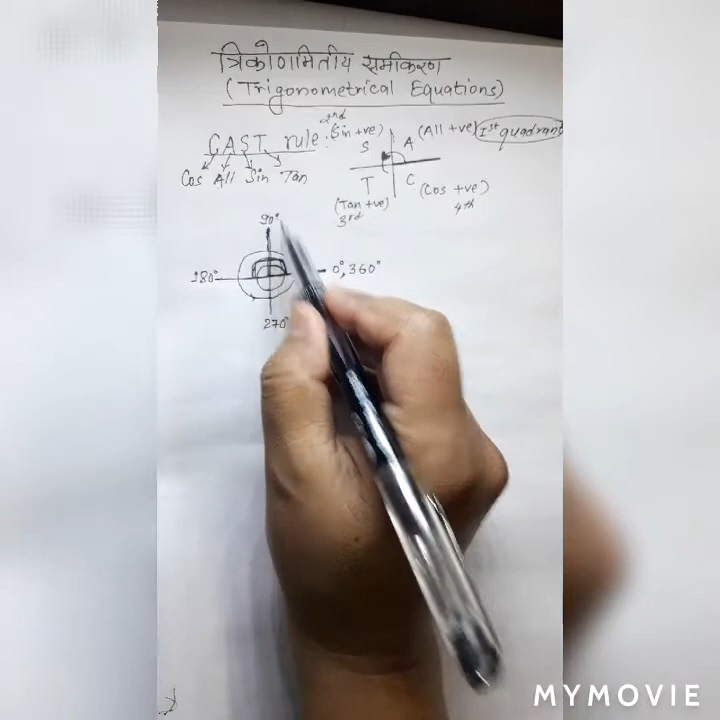 त्रिकोणमितीय समीकरण
(Trigonometrical Equations)
CAST rule:
2nd (Sin +ve)
S
A
(All +ve)
Ist quadrant
Cos All Sin Tan
T
C
(Cos +ve)
4th
(Tan +ve)
3rd
90°
180°
0°, 360°
270°
MYMOVIE